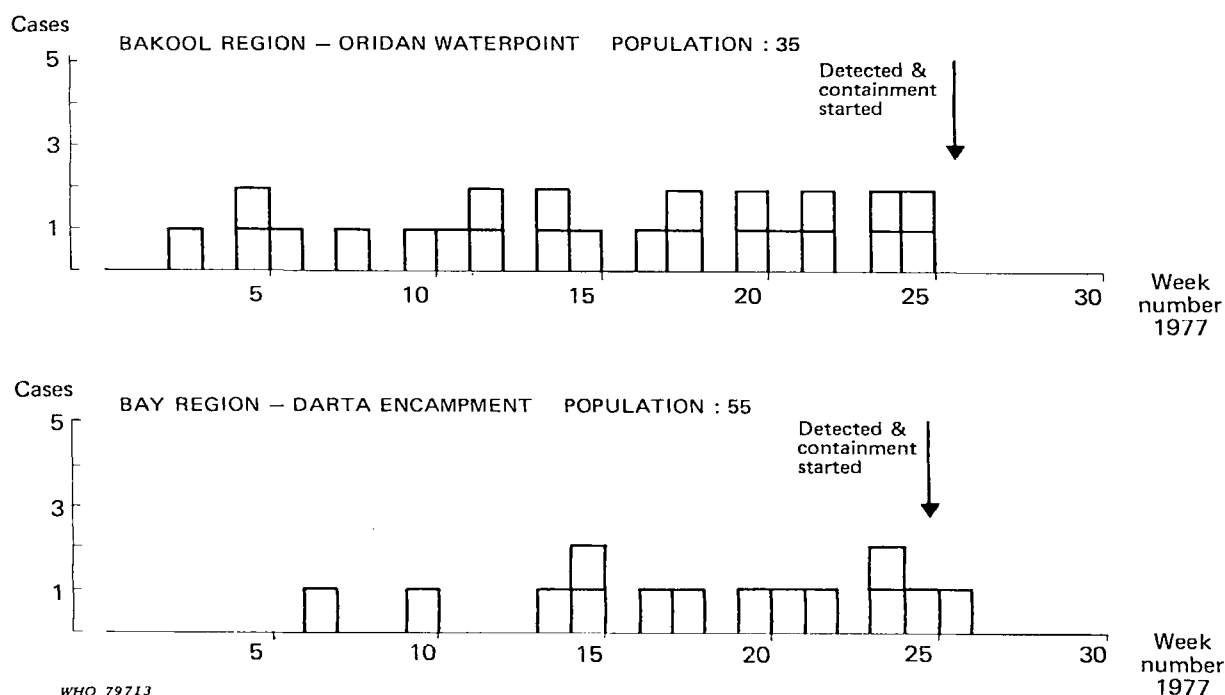 Cases
BAKOOL REGION — ORIDAN WATERPOINT POPULATION : 35
5
Detected &
containment
started
3
1
5 10 15 20 25 30
Week
number
1977
Cases
BAY REGION — DARTA ENCAMPMENT POPULATION : 55
5
Detected &
containment
started
3
1
5 10 15 20 25 30
Week
number
1977
WHO 79713